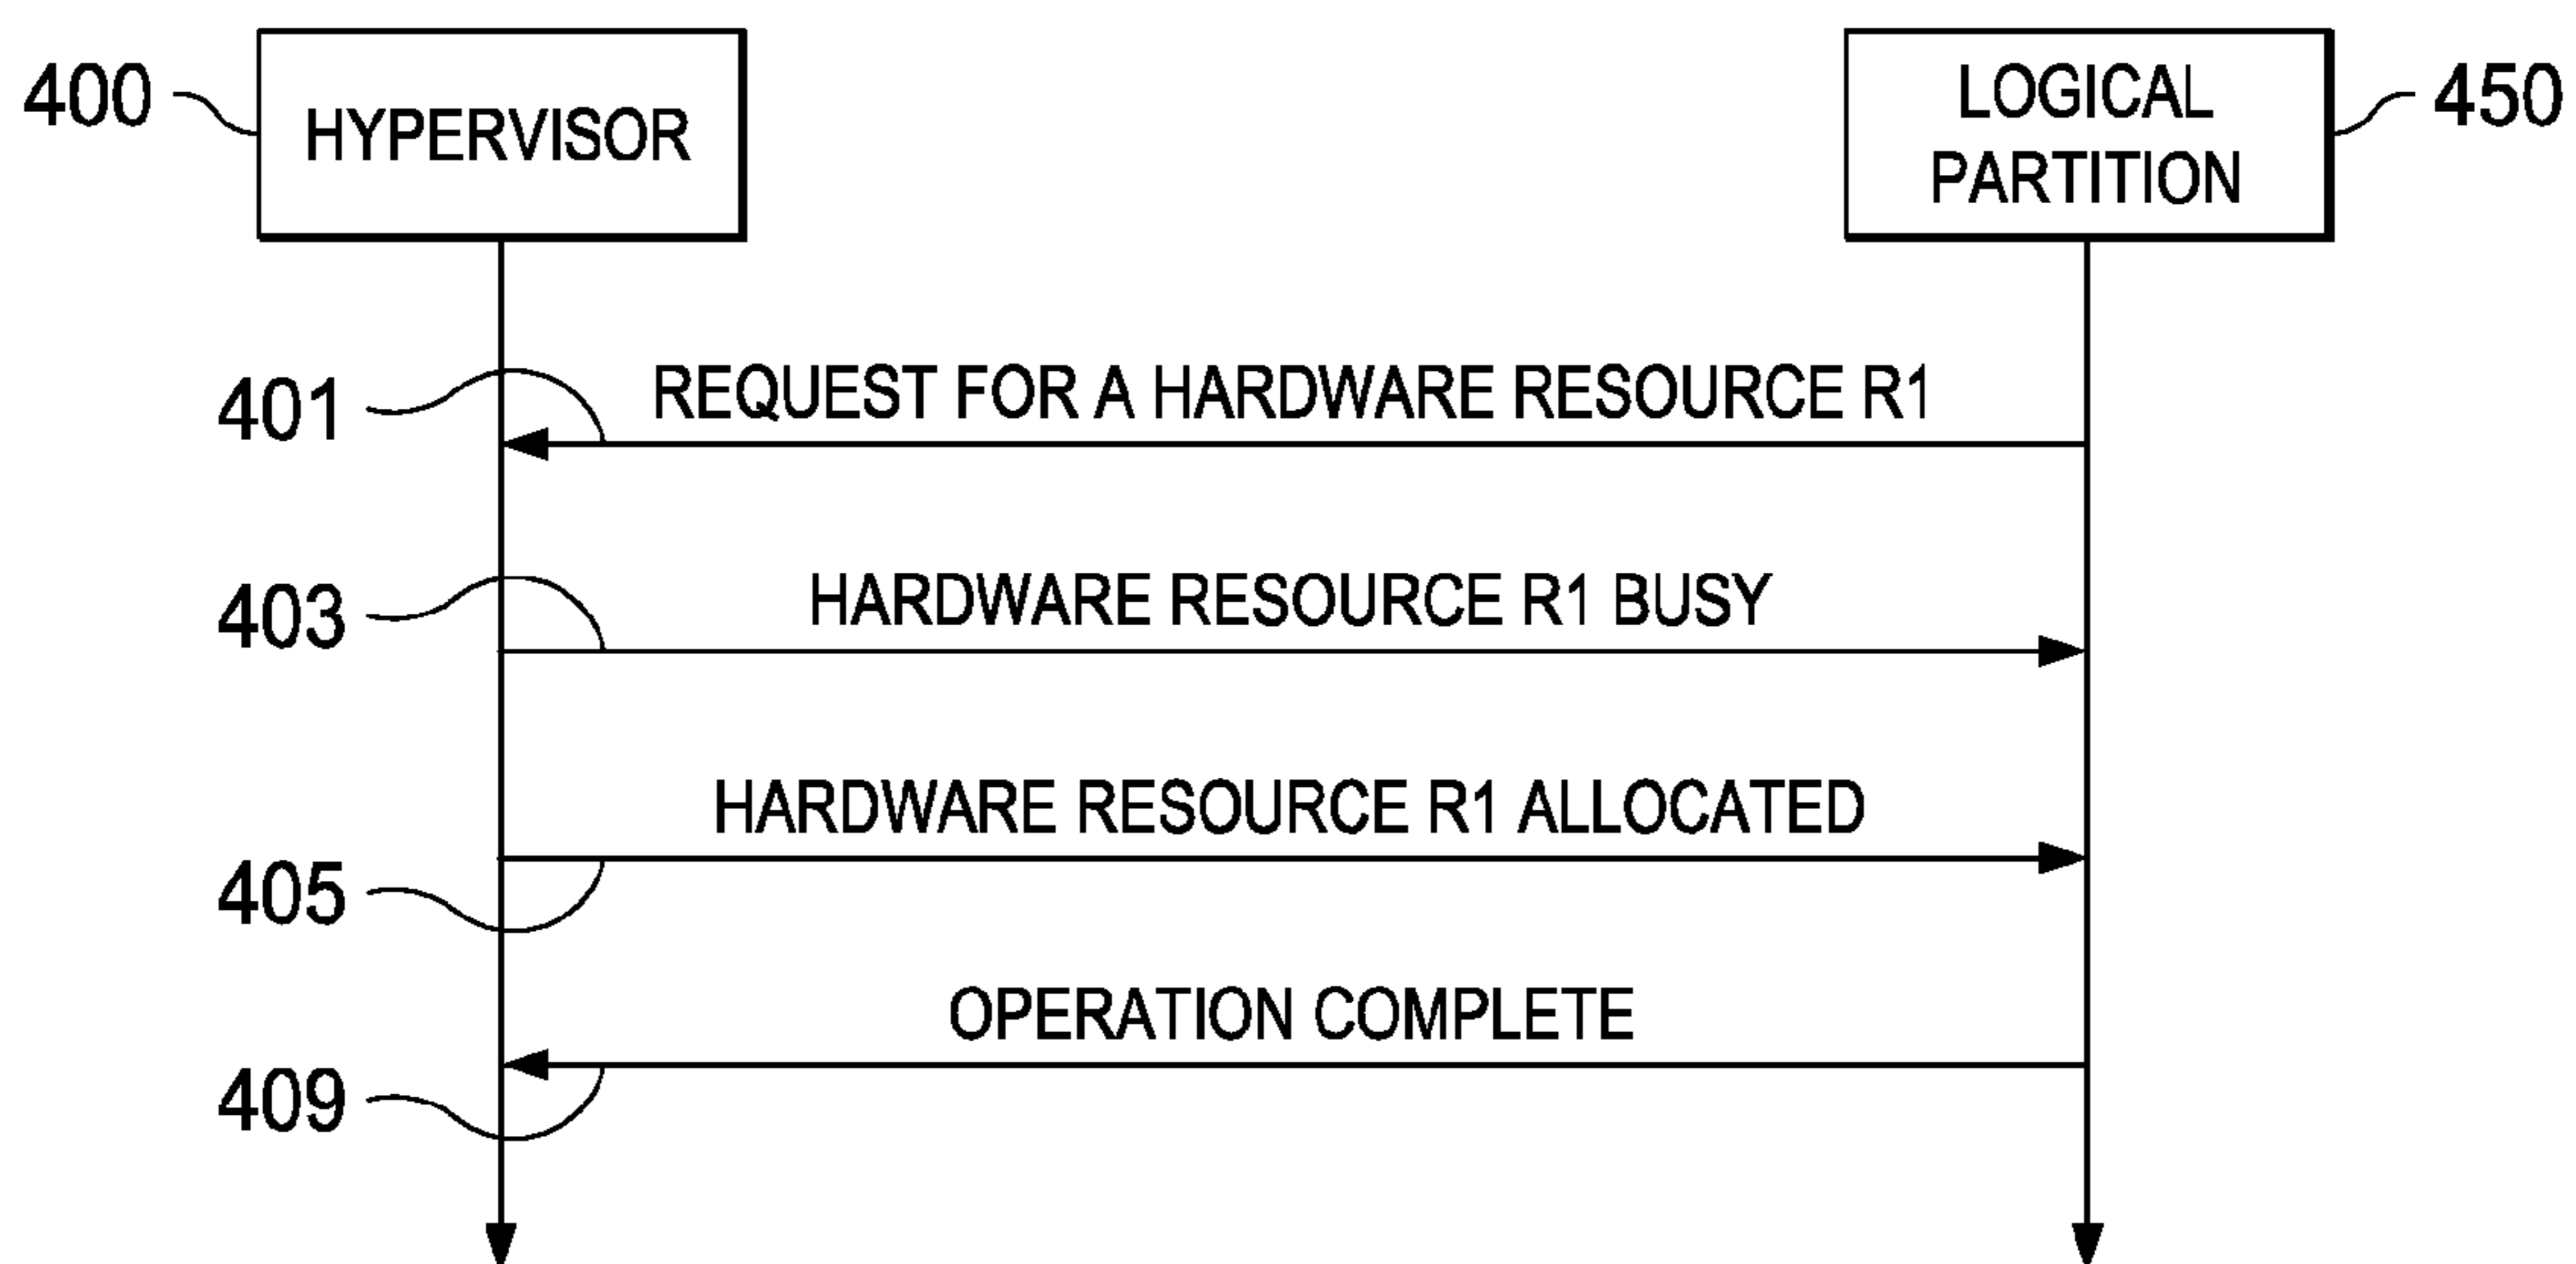 400
HYPERVISOR
LOGICAL
PARTITION
450
401
REQUEST FOR A HARDWARE RESOURCE R1
403
HARDWARE RESOURCE R1 BUSY
HARDWARE RESOURCE R1 ALLOCATED
405
OPERATION COMPLETE
409